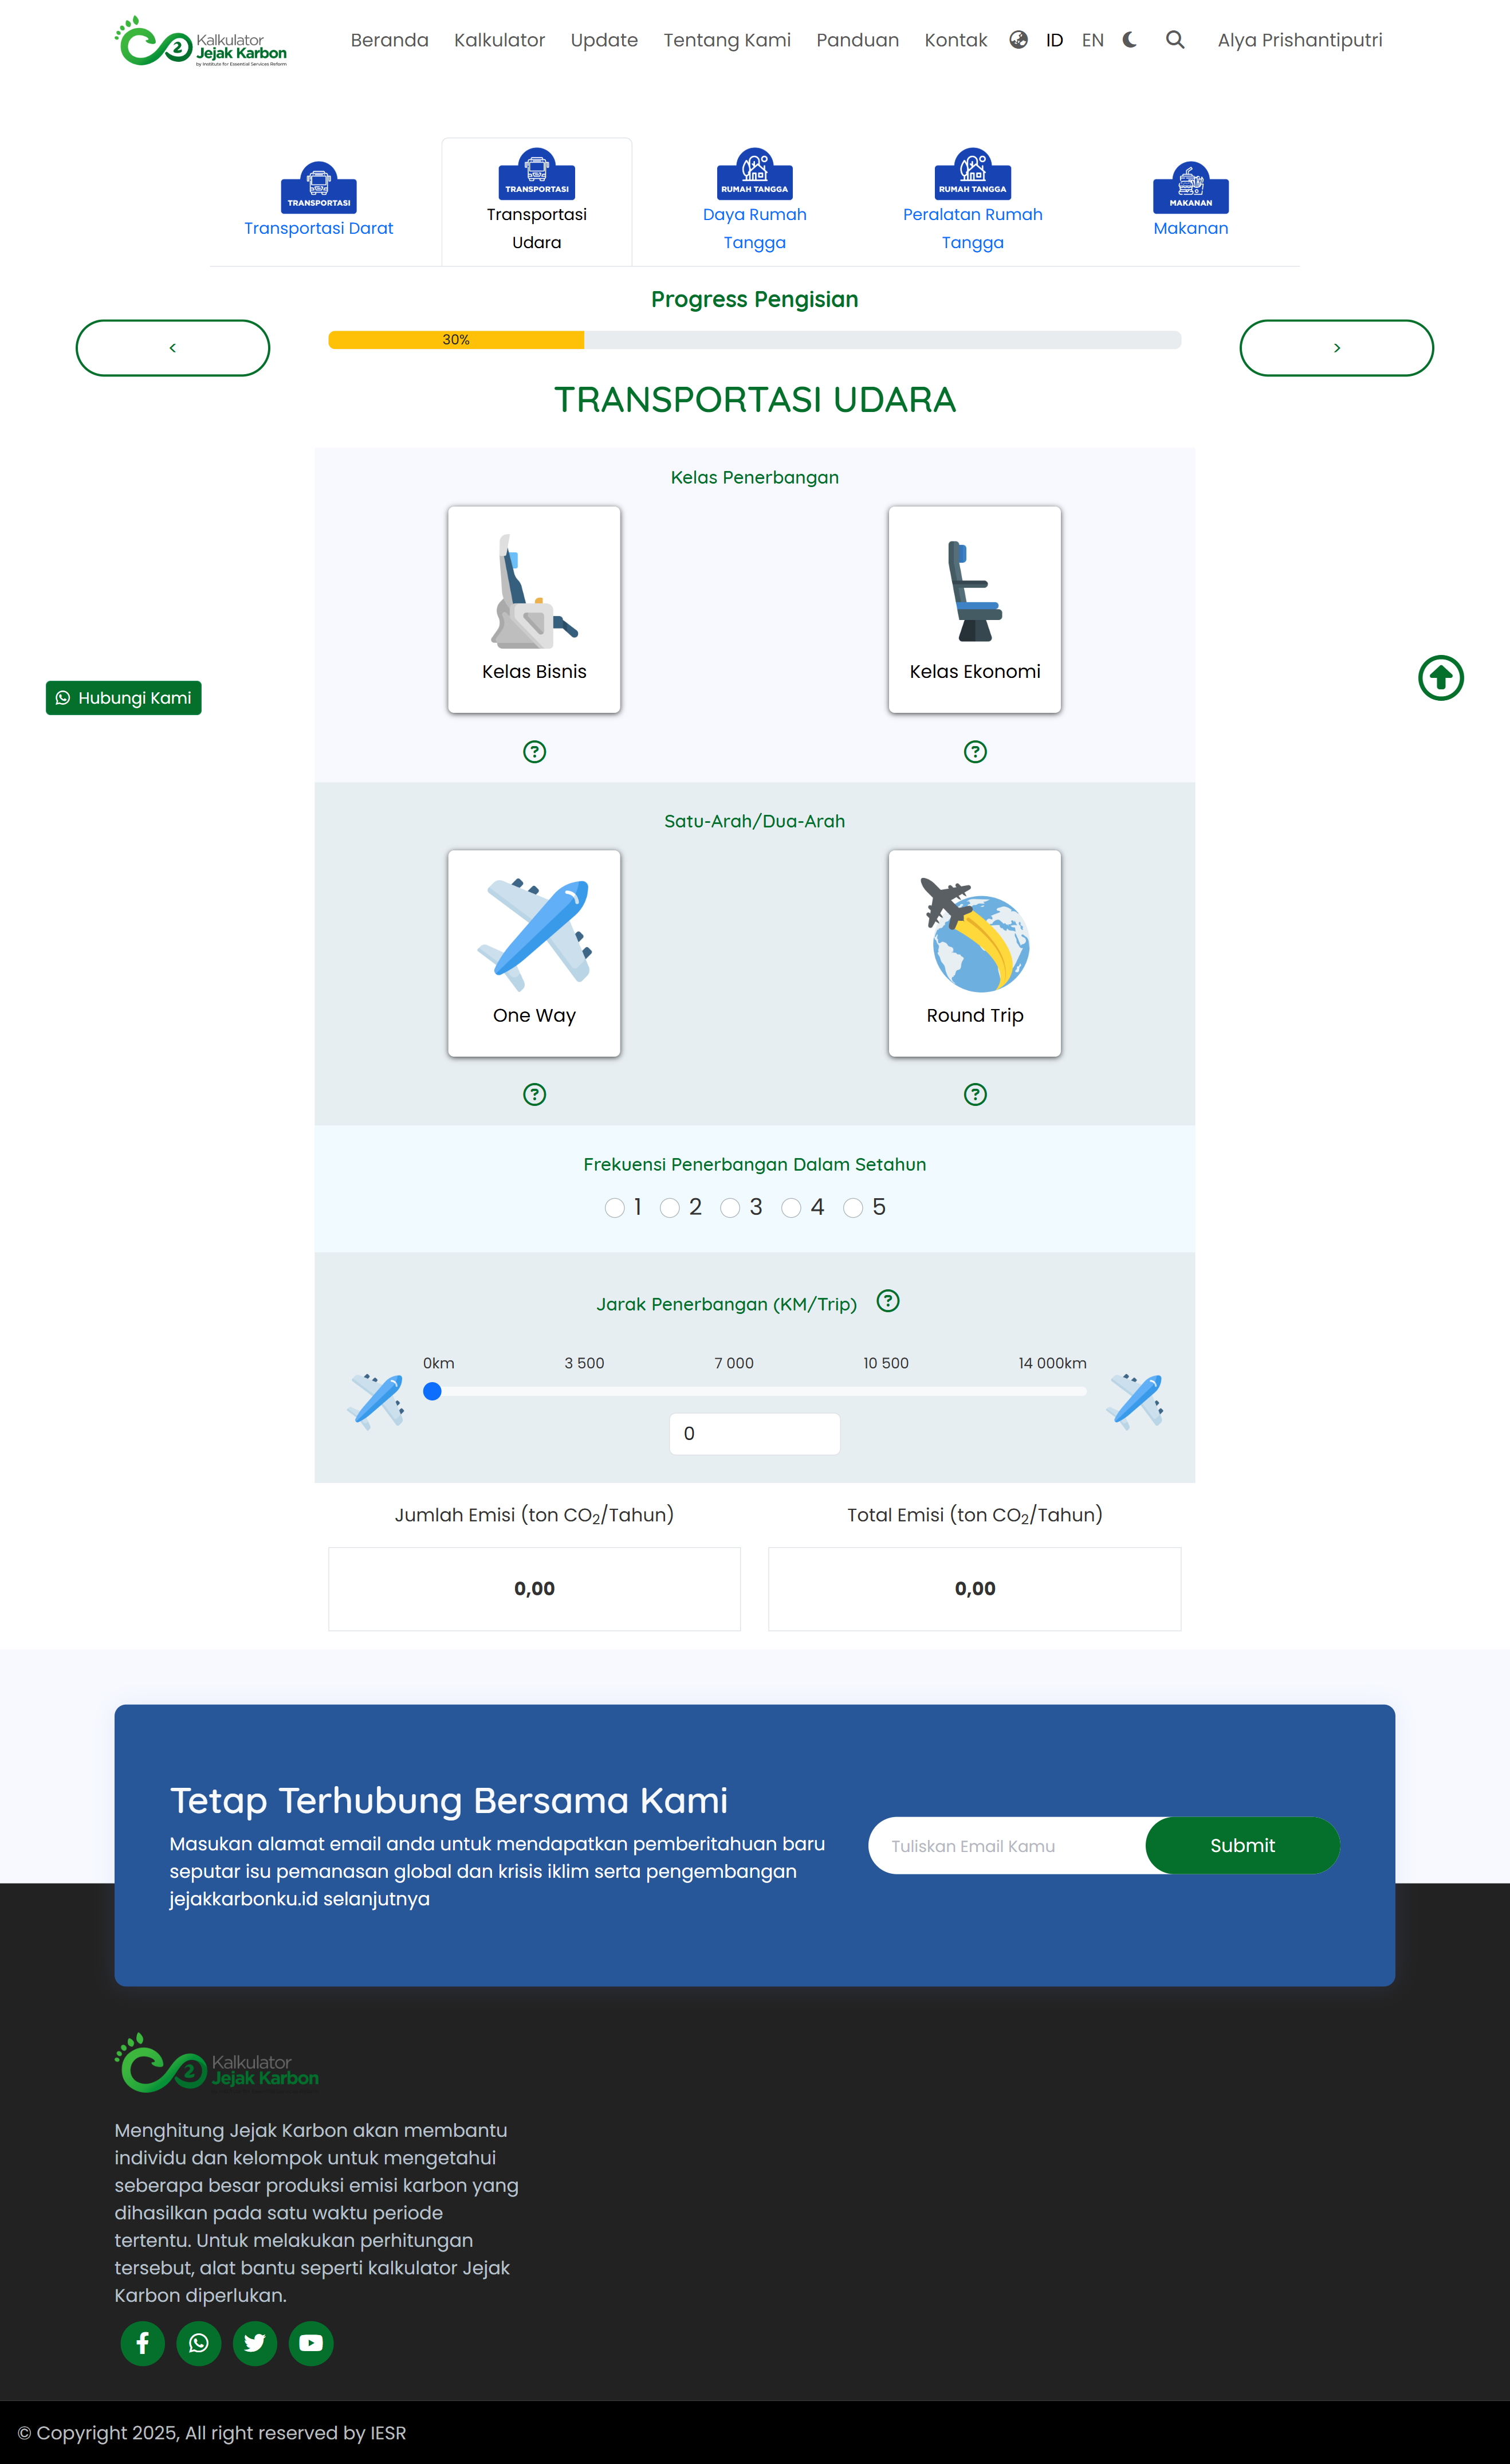 Kalkulator
Jejak Karbon
by Institute for Essential Services Reform
Beranda Kalkulator Update Tentang Kami Panduan Kontak ID EN Alya Prishantiputri
TRANSPORTASI
Transportasi Darat
TRANSPORTASI
Transportasi
Udara
RUMAH TANGGA
Daya Rumah
Tangga
RUMAH TANGGA
Peralatan Rumah
Tangga
MAKANAN
Makanan
Progress Pengisian
<
30%
>
TRANSPORTASI UDARA
Kelas Penerbangan
Kelas Bisnis
Kelas Ekonomi
? ?
Hubungi Kami
Satu-Arah/Dua-Arah
One Way
Round Trip
? ?
Frekuensi Penerbangan Dalam Setahun
1 2 3 4 5
Jarak Penerbangan (KM/Trip) ?
0km 3 500 7 000 10 500 14 000km
0
Jumlah Emisi (ton CO₂/Tahun)
Total Emisi (ton CO₂/Tahun)
0,00
0,00
Tetap Terhubung Bersama Kami
Masukan alamat email anda untuk mendapatkan pemberitahuan baru
seputar isu pemanasan global dan krisis iklim serta pengembangan
jejakkarbonku.id selanjutnya
Tuliskan Email Kamu
Submit
Kalkulator
Jejak Karbon
Menghitung Jejak Karbon akan membantu
individu dan kelompok untuk mengetahui
seberapa besar produksi emisi karbon yang
dihasilkan pada satu waktu periode
tertentu. Untuk melakukan perhitungan
tersebut, alat bantu seperti kalkulator Jejak
Karbon diperlukan.
© Copyright 2025, All right reserved by IESR